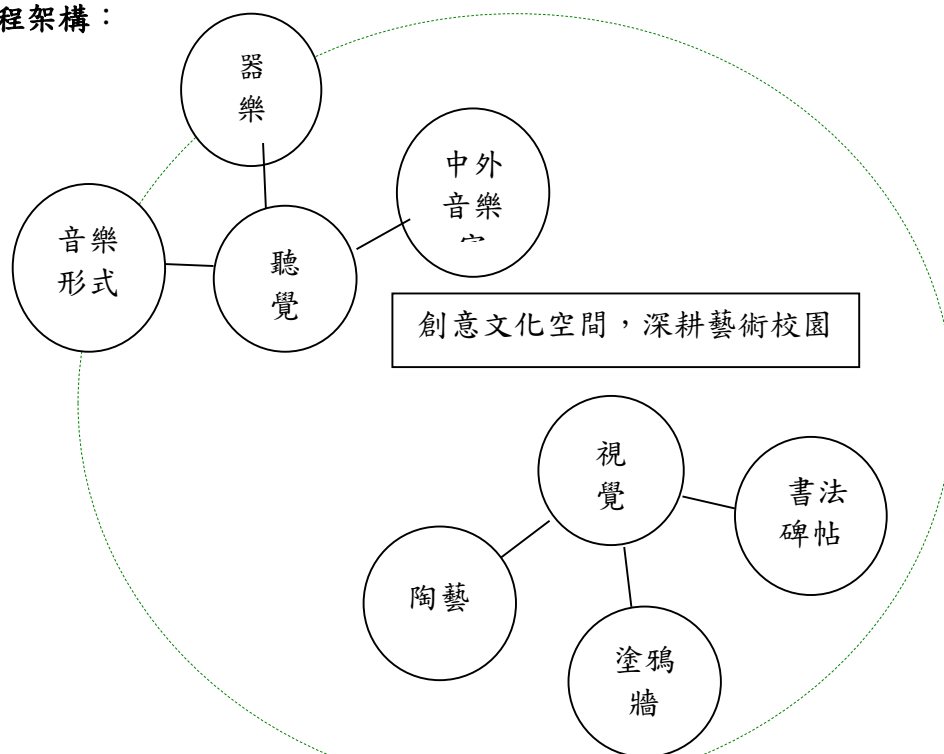 程架構：
器
樂
中外
音樂
音樂
形式
聽
覺
創意文化空間，深耕藝術校園
視
覺
書法
碑帖
陶藝
塗鴉
牆